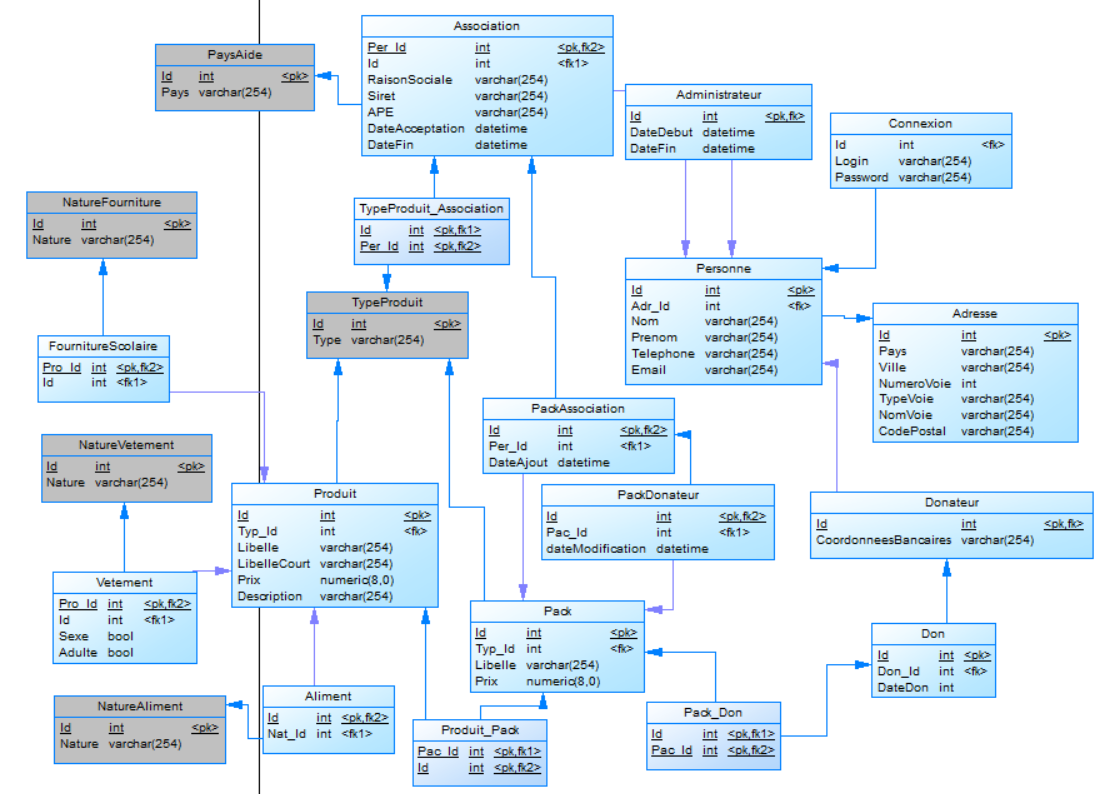 Association
Per_Id int <pk,fk2>
Id int <fk1>
RaisonSociale varchar(254)
Siret varchar(254)
APE varchar(254)
DateAcceptation datetime
DateFin datetime
PaysAide
Id int <pk>
Pays varchar(254)
Administrateur
Id int <pk,fk>
DateDebut datetime
DateFin datetime
Connexion
Id int <fk>
Login varchar(254)
Password varchar(254)
NatureFourniture
Id int <pk>
Nature varchar(254)
TypeProduit_Association
Id int <pk,fk1>
Per_Id int <pk,fk2>
Personne
Id int <pk>
Adr_Id int <fk>
Nom varchar(254)
Prenom varchar(254)
Telephone varchar(254)
Email varchar(254)
TypeProduit
Id int <pk>
Type varchar(254)
Adresse
Id int <pk>
Pays varchar(254)
Ville varchar(254)
NumeroVoie int
TypeVoie varchar(254)
NomVoie varchar(254)
CodePostal varchar(254)
FournitureScolaire
Pro_Id int <pk,fk2>
Id int <fk1>
PackAssociation
Id int <pk,fk2>
Per_Id int <fk1>
DateAjout datetime
NatureVetement
Id int <pk>
Nature varchar(254)
Produit
Id int <pk>
Typ_Id int <fk>
Libelle varchar(254)
LibelleCourt varchar(254)
Prix numeric(8,0)
Description varchar(254)
PackDonateur
Id int <pk,fk2>
Pac_Id int <fk1>
dateModification datetime
Donateur
Id int <pk,fk>
CoordonneesBancaires varchar(254)
Vetement
Pro_Id int <pk,fk2>
Id int <fk1>
Sexe bool
Adulte bool
Pack
Id int <pk>
Typ_Id int <fk>
Libelle varchar(254)
Prix numeric(8,0)
Don
Id int <pk>
Don_Id int <fk>
DateDon int
Aliment
Id int <pk,fk2>
Nat_Id int <fk1>
NatureAliment
Id int <pk>
Nature varchar(254)
Produit_Pack
Pac_Id int <pk,fk1>
Id int <pk,fk2>
Pack_Don
Id int <pk,fk1>
Pac_Id int <pk,fk2>